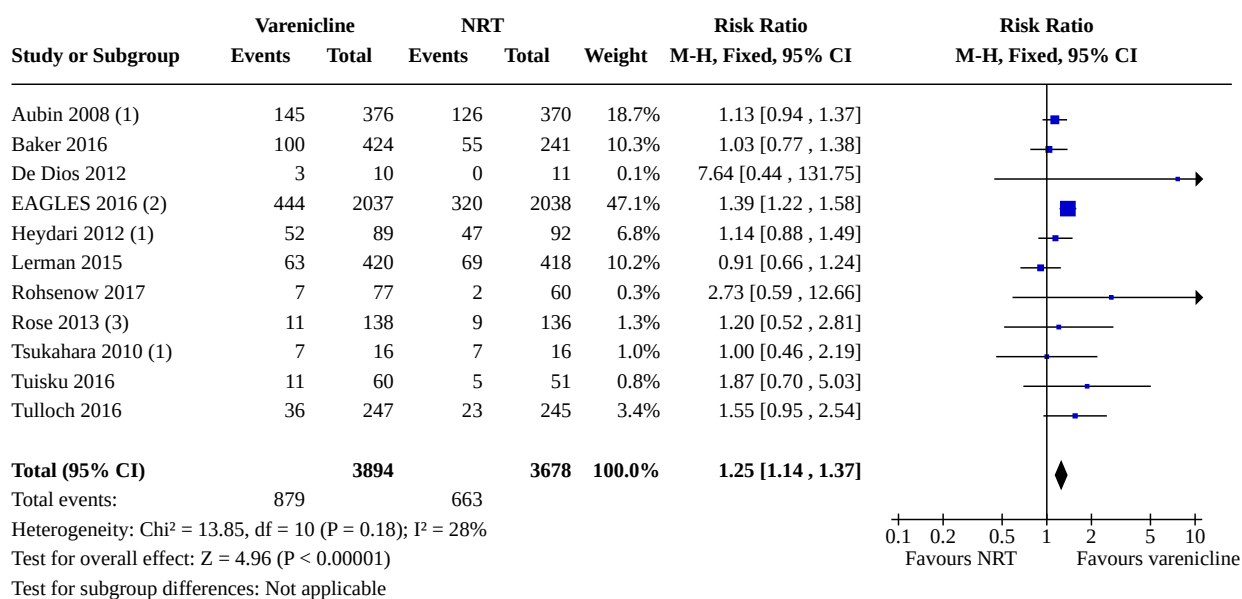 Varenicline NRT Risk Ratio Risk Ratio
Study or Subgroup Events Total Events Total Weight M-H, Fixed, 95% CI M-H, Fixed, 95% CI
Aubin 2008 (1) 145 376 126 370 18.7% 1.13 [0.94 , 1.37]
Baker 2016 100 424 55 241 10.3% 1.03 [0.77 , 1.38]
De Dios 2012 3 10 0 11 0.1% 7.64 [0.44 , 131.75]
EAGLES 2016 (2) 444 2037 320 2038 47.1% 1.39 [1.22 , 1.58]
Heydari 2012 (1) 52 89 47 92 6.8% 1.14 [0.88 , 1.49]
Lerman 2015 63 420 69 418 10.2% 0.91 [0.66 , 1.24]
Rohsenow 2017 7 77 2 60 0.3% 2.73 [0.59 , 12.66]
Rose 2013 (3) 11 138 9 136 1.3% 1.20 [0.52 , 2.81]
Tsukahara 2010 (1) 7 16 7 16 1.0% 1.00 [0.46 , 2.19]
Tuisku 2016 11 60 5 51 0.8% 1.87 [0.70 , 5.03]
Tulloch 2016 36 247 23 245 3.4% 1.55 [0.95 , 2.54]
Total (95% CI) 3894 3678 100.0% 1.25 [1.14 , 1.37]
Total events: 879 663
Heterogeneity: Chi² = 13.85, df = 10 (P = 0.18); I² = 28%
0.1 0.2 0.5 1 2 5 10
Test for overall effect: Z = 4.96 (P < 0.00001) Favours NRT Favours varenicline
Test for subgroup differences: Not applicable